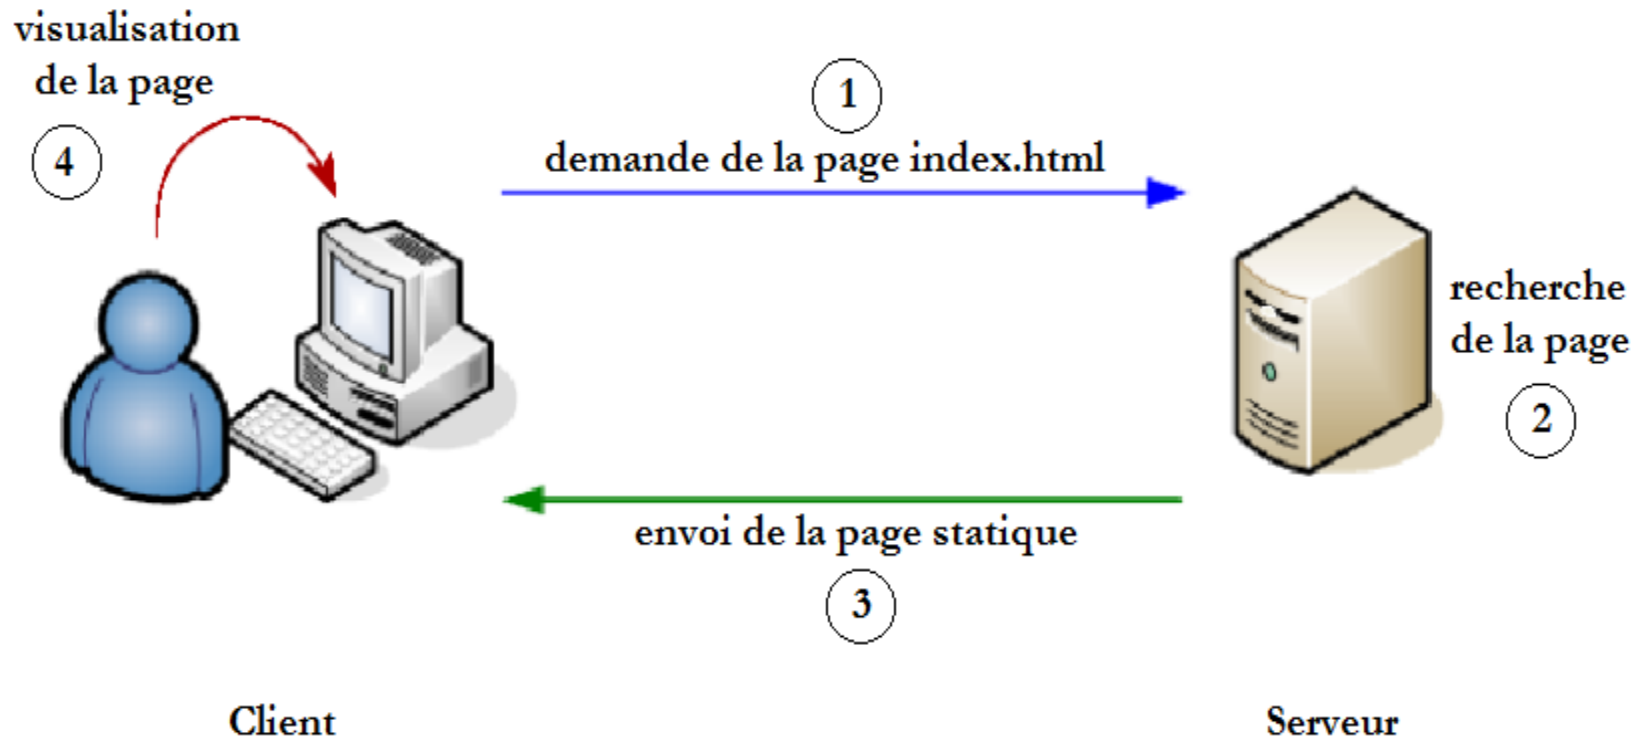 visualisation
de la page
4
1
demande de la page index.html
recherche
de la page
2
envoi de la page statique
3
Client
Serveur